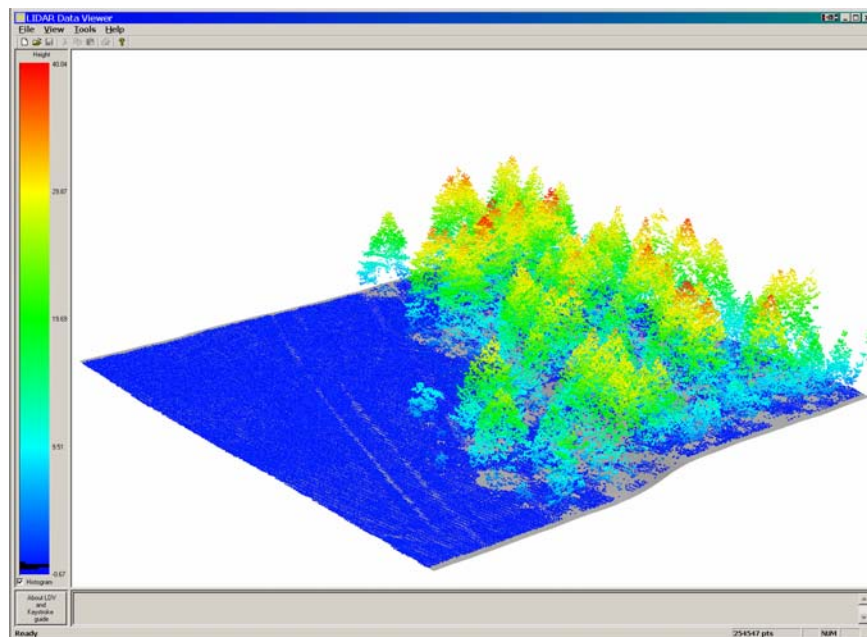 LIDAR Data Viewer
File View Tools Help
Height
40.04
29.87
19.69
9.51
-0.67
Histogram
About LDV
and
Keystroke
guide
Ready
254547 pts
NUM